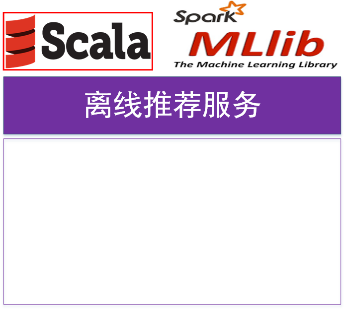 Scala
Spark
MLlib
The Machine Learning Library
离线推荐服务